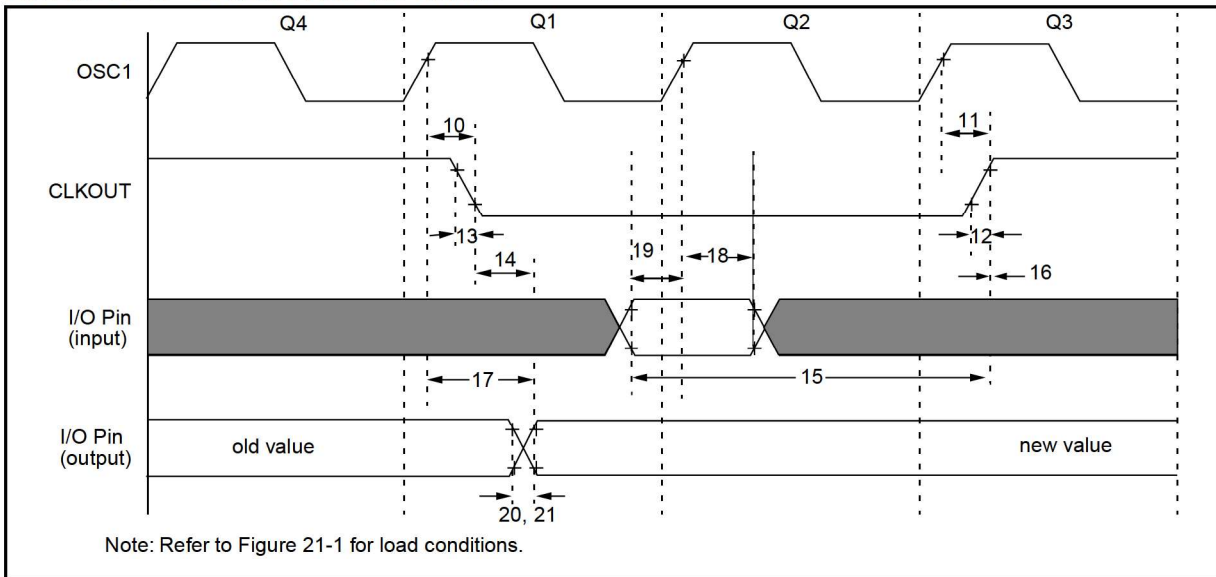 Q4 Q1 Q2 Q3
OSC1
10 11
CLKOUT
13 12
14 19 18 16
I/O Pin
(input)
17 15
I/O Pin
(output)
old value new value
20, 21
Note: Refer to Figure 21-1 for load conditions.